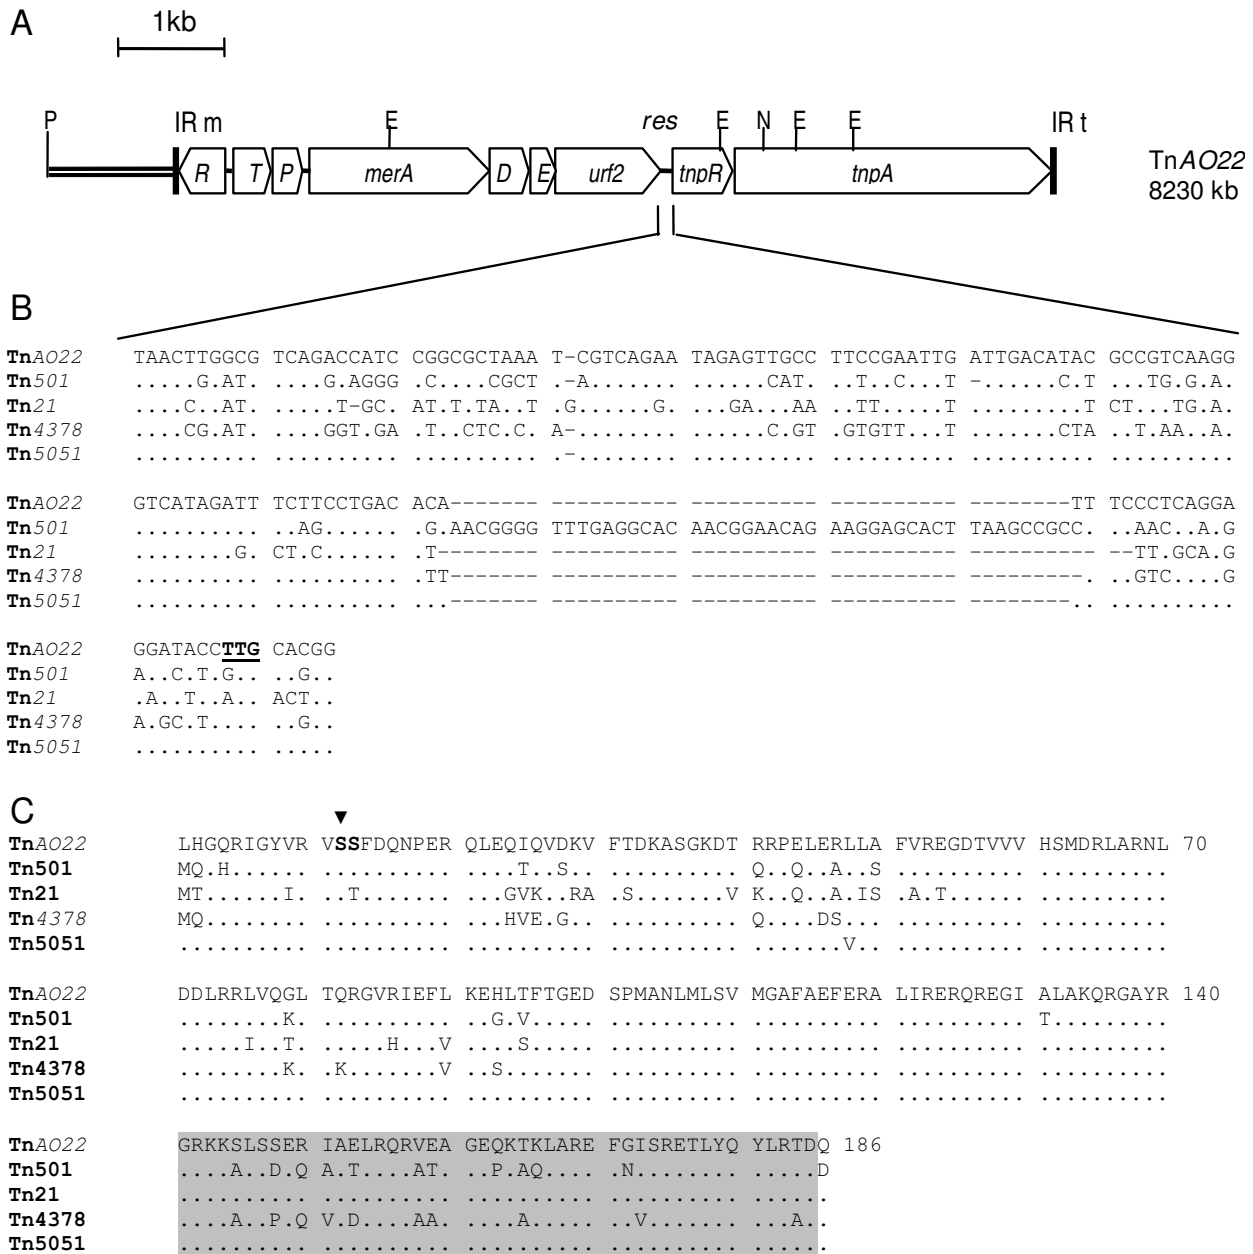 A
1kb
P IR m E res E N E E IR t
R T P merA D E urf2 tnpR tnpA
TnAO22
8230 kb
B
TnAO22 TAACTTGGCG TCAGACCATC CGGCGCTAAA T-CGTCAGAA TAGAGTTGCC TTCCGAATTG ATTGACATAC GCCGTCAAGG
Tn501 .....G.AT. ....G.AGGG .C....CGCT .-A....... .......CAT. ..T..C...T -......C.T ...TG.G.A.
Tn21 ....C..AT. .....T-GC. AT.T.TA..T .G......G. ...GA...AA ..TT.....T .........T CT...TG.A.
Tn4378 ....CG.AT. ....GGT.GA .T..CTC.C. A-........ .......C.GT .GTGTT...T .......CTA ..T.AA..A.
Tn5051 .......... .......... .......... .-........ .......... .......... .......... ..........
TnAO22 GTCATAGATT TCTTCCTGAC ACA------- ---------- ---------- ---------- --------TT TCCCTCAGGA
Tn501 .......... ..AG...... .G.AACGGGG TTTGAGGCAC AACGGAACAG AAGGAGCACT TAAGCCGCC. ..AAC..A.G
Tn21 ........G. CT.C...... .T-------- ---------- ---------- ---------- ---------- --TT.GCA.G
Tn4378 .......... .......... .TT------- ---------- ---------- ---------- ---------. ..GTC....G
Tn5051 .......... .......... ...------- ---------- ---------- ---------- --------.. ..........
TnAO22 GGATACCTTG CACGG
Tn501 A..C.T.G.. ..G..
Tn21 .A..T..A.. ACT..
Tn4378 A.GC.T.... ..G..
Tn5051 .......... .....
C
TnAO22 LHGQRIGYVR VSSFDQNPER QLEQIQVDKV FTDKASGKDT RRPELERLLA FVREGDTVVV HSMDRLARNL 70
Tn501 MQ.H...... .......... ....T..S.. .......... Q..Q..A..S .......... ..........
Tn21 MT......I. ..T....... ...GVK..RA .S.......V K..Q..A.IS .A.T...... ..........
Tn4378 MQ........ .......... ...HVE.G.. .......... Q....DS... .......... ..........
Tn5051 .......... .......... .......... .......... .......V.. .......... ..........
TnAO22 DDLRRLVQGL TQRGVRIEFL KEHLTFTGED SPMANLMLSV MGAFAEFERA LIRERQREGI ALAKQRGAYR 140
Tn501 ........K. .......... ...G.V.... .......... .......... .......... T.........
Tn21 .....I..T. .....H...V ....S..... .......... .......... .......... ..........
Tn4378 ........K. .K.......V ..S....... .......... .......... .......... ..........
Tn5051 .......... .......... .......... .......... .......... .......... ..........
TnAO22 GRKKSLSSER IAELRQRVEA GEQKTKLARE FGISRETLYQ YLRTDQ 186
Tn501 ....A..D.Q A.T....AT. ..P.AQ.... .N........ .....D
Tn21 .......... .......... .......... .......... ......
Tn4378 ....A..P.Q V.D....AA. ....A..... ..V....... ...A..
Tn5051 .......... .......... .......... .......... ......